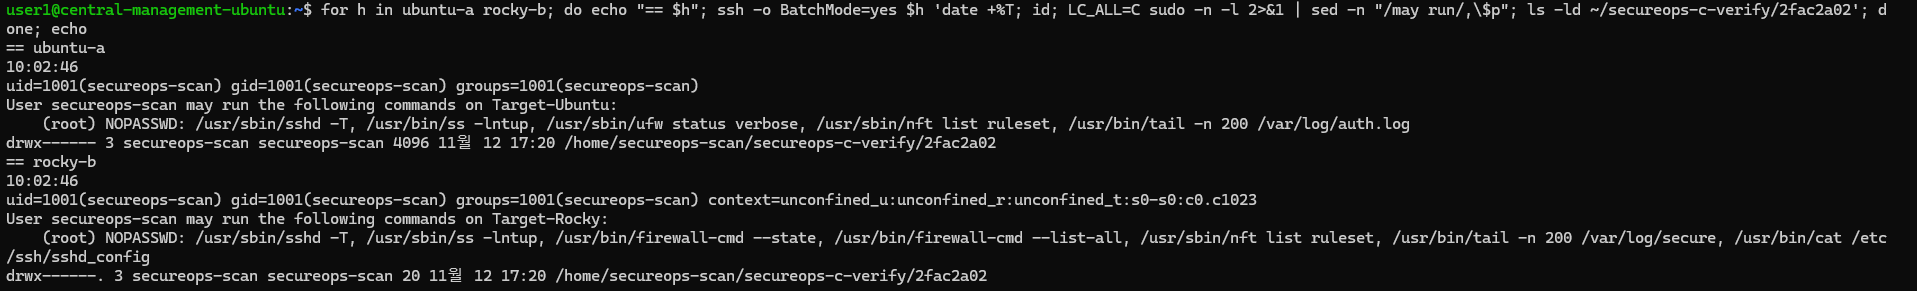 user1@central-management-ubuntu:~$ for h in ubuntu-a rocky-b; do echo "== $h"; ssh -o BatchMode=yes $h 'date +%T; id; LC_ALL=C sudo -n -l 2>&1 | sed -n "/may run/,\$p"; ls -ld ~/secureops-c-verify/2fac2a02'; d
one; echo
== ubuntu-a
10:02:46
uid=1001(secureops-scan) gid=1001(secureops-scan) groups=1001(secureops-scan)
User secureops-scan may run the following commands on Target-Ubuntu:
    (root) NOPASSWD: /usr/sbin/sshd -T, /usr/bin/ss -lntup, /usr/sbin/ufw status verbose, /usr/sbin/nft list ruleset, /usr/bin/tail -n 200 /var/log/auth.log
drwx------ 3 secureops-scan secureops-scan 4096 11월 12 17:20 /home/secureops-scan/secureops-c-verify/2fac2a02
== rocky-b
10:02:46
uid=1001(secureops-scan) gid=1001(secureops-scan) groups=1001(secureops-scan) context=unconfined_u:unconfined_r:unconfined_t:s0-s0:c0.c1023
User secureops-scan may run the following commands on Target-Rocky:
    (root) NOPASSWD: /usr/sbin/sshd -T, /usr/sbin/ss -lntup, /usr/bin/firewall-cmd --state, /usr/bin/firewall-cmd --list-all, /usr/sbin/nft list ruleset, /usr/bin/tail -n 200 /var/log/secure, /usr/bin/cat /etc
/ssh/sshd_config
drwx------. 3 secureops-scan secureops-scan 20 11월 12 17:20 /home/secureops-scan/secureops-c-verify/2fac2a02